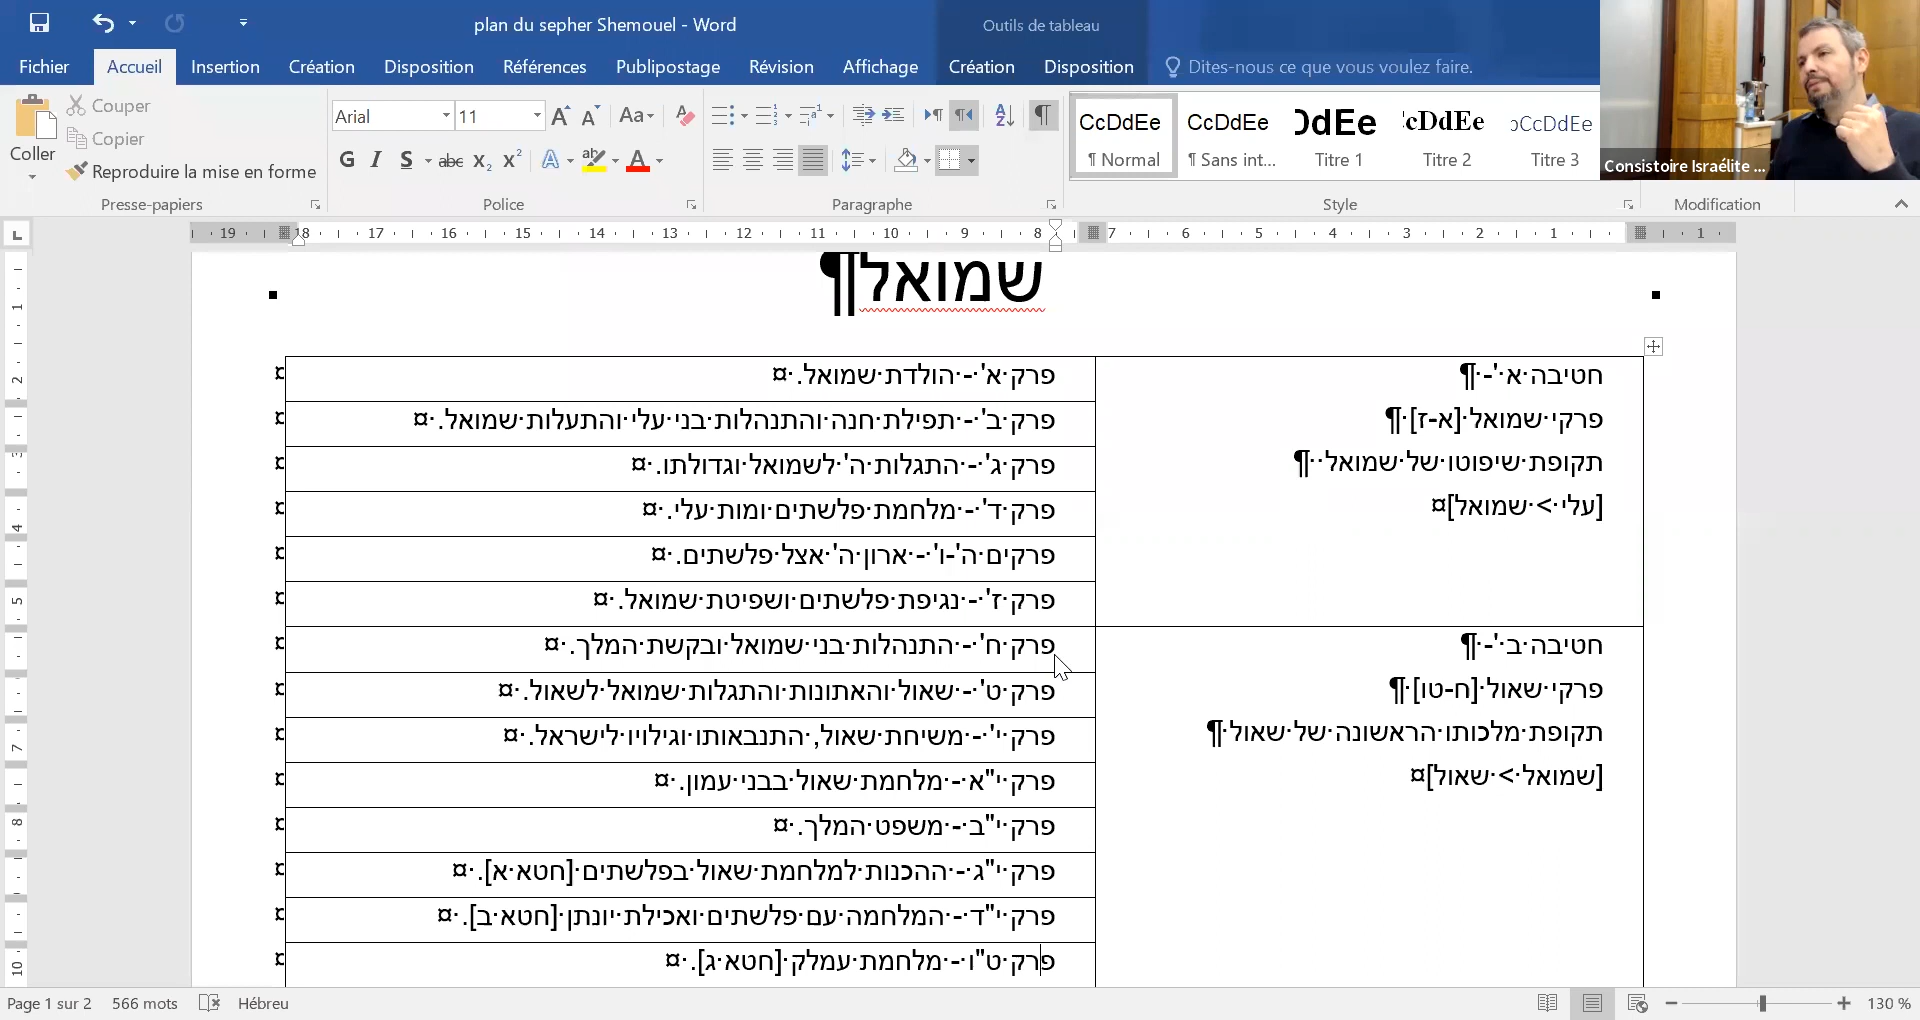 plan du sepher Shemouel - Word
Outils de tableau
Fichier
Accueil
Insertion
Création
Disposition
Références
Publipostage
Révision
Affichage
Création
Disposition
Dites-nous ce que vous voulez faire.
Coller
Couper
Copier
Reproduire la mise en forme
Presse-papiers
Arial
11
Police
Paragraphe
CcDdEe
¶ Normal
CcDdEe
¶ Sans int...
DdEe
Titre 1
CcDdEe
Titre 2
CcDdEe
Titre 3
Style
Modification
Consistoire Israélite ...
שמואל¶
חטיבה א'-¶
פרקי שמואל [א-ז]¶
תקופת שיפוטו של שמואל ¶
[עלי > שמואל]
פרק א' - הולדת שמואל.
פרק ב' - תפילת חנה והתנהלות בני עלי והתעלות שמואל.
פרק ג' - התגלות ה' לשמואל וגדולתו.
פרק ד' - מלחמת פלשתים ומות עלי.
פרקים ה'-ו' - ארון ה' אצל פלשתים.
פרק ז' - נגיפת פלשתים ושפיטת שמואל.
חטיבה ב'-¶
פרקי שאול [ח-טו]¶
תקופת מלכותו הראשונה של שאול¶
[שמואל > שאול]
פרק ח' - התנהלות בני שמואל ובקשת המלך.
פרק ט' - שאול והאתונות והתגלות שמואל לשאול.
פרק י' - משיחת שאול, התנבאותו וגילויו לישראל.
פרק י"א - מלחמת שאול בבני עמון.
פרק י"ב - משפט המלך.
פרק י"ג - ההכנות למלחמת שאול בפלשתים [חטא א].
פרק י"ד - המלחמה עם פלשתים ואכילת יונתן [חטא ב].
פרק ט"ו - מלחמת עמלק [חטא ג].
Page 1 sur 2
566 mots
Hébreu
130 %